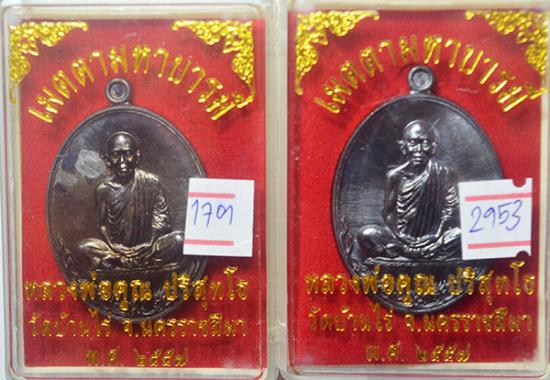 เมตตามหาบารมี
1701
หลวงพ่อคูณ ปริสุทโธ
วัดบ้านไร่ จ.นครราชสีมา
พ.ศ. ๒๕๕๗
เมตตามหาบารมี
2953
หลวงพ่อคูณ ปริสุทโธ
วัดบ้านไร่ จ.นครราชสีมา
พ.ศ. ๒๕๕๗